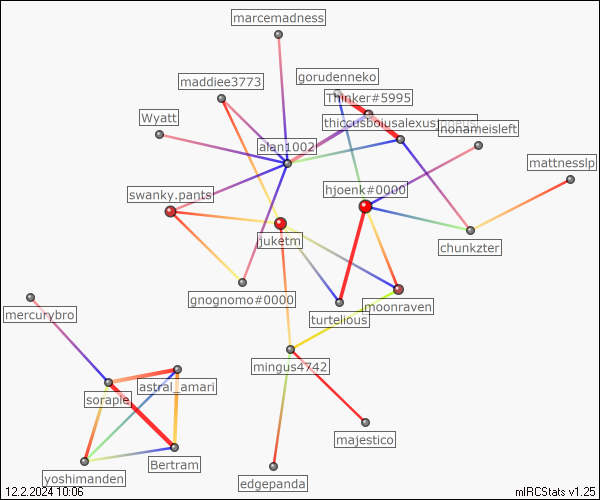 marcemadness
maddiee3773
gorudenneko
Thinker#5995
Wyatt
nonameisleft
alan1002
mattnesslp
swanky.pants
hjoenk#0000
juketm
chunkzter
gnognomo#0000
moonraven
mercurybro
turtelious
mingus4742
astral_amari
sorapie
majestico
Bertram
yoshimanden
edgepanda
12.2.2024 10:06
mIRCStats v1.25